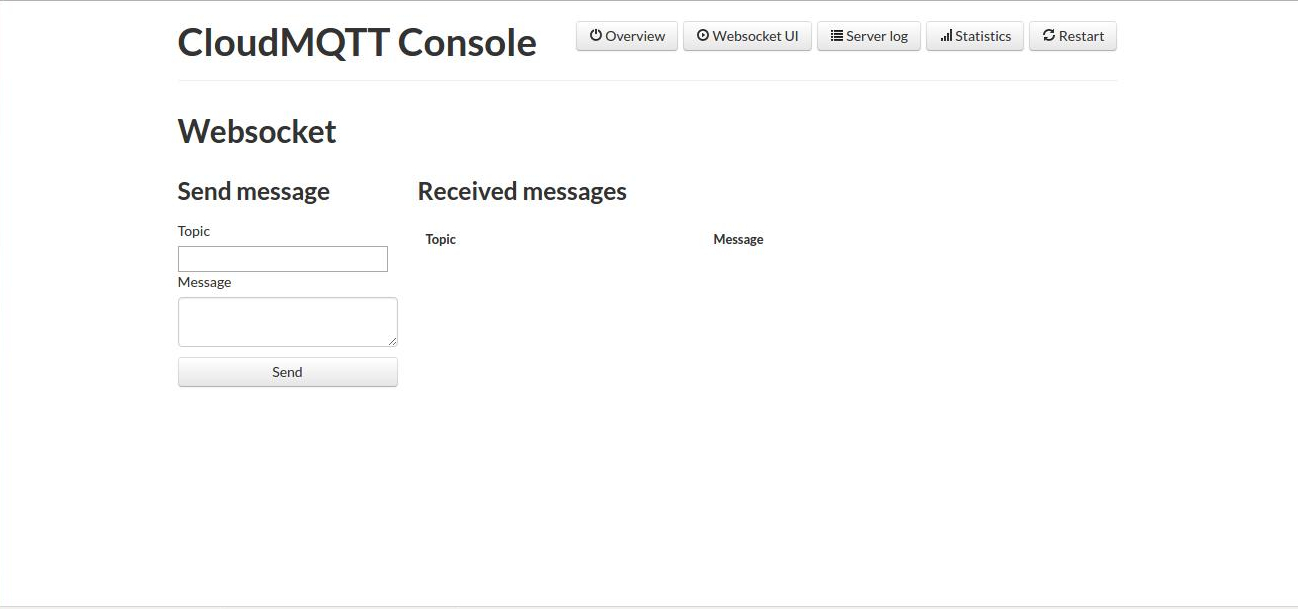 CloudMQTT Console
Overview
Websocket UI
Server log
Statistics
Restart
Websocket
Send message
Received messages
Topic
Topic
Message
Message
Send